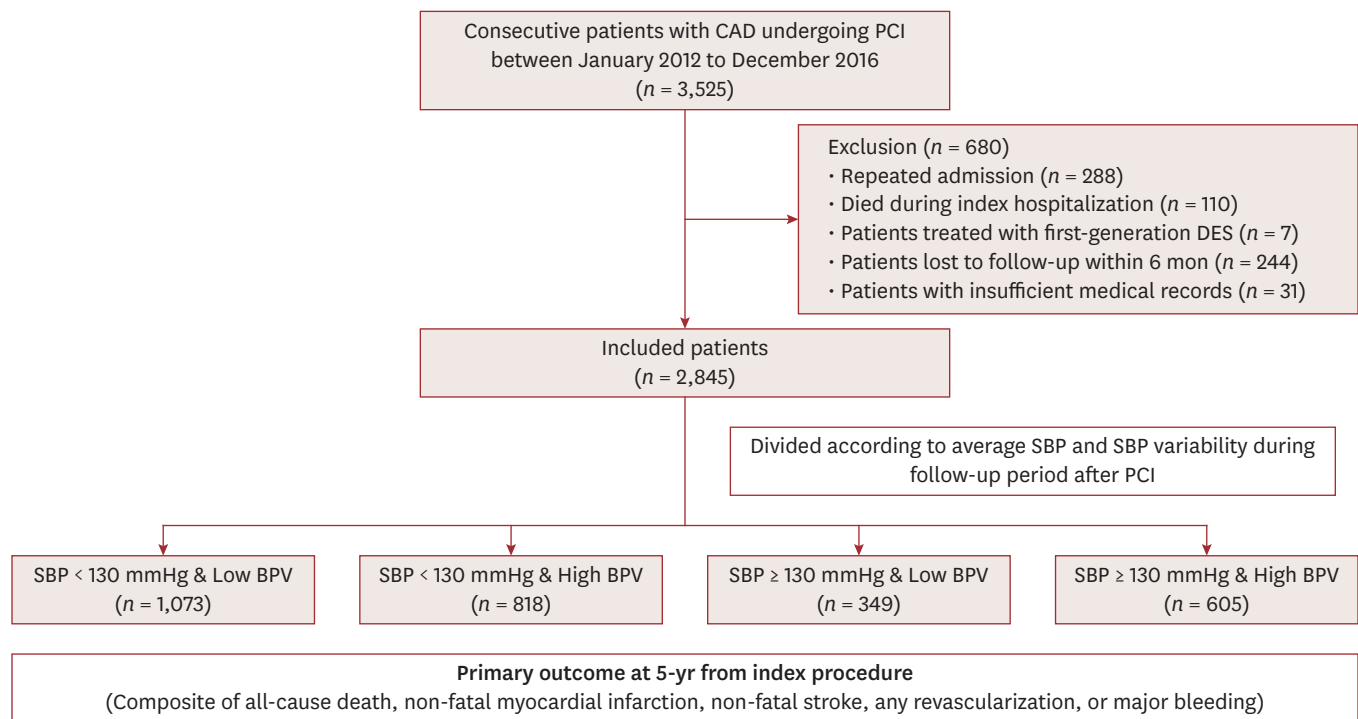 Consecutive patients with CAD undergoing PCI
between January 2012 to December 2016
(n = 3,525)
Exclusion (n = 680)
• Repeated admission (n = 288)
• Died during index hospitalization (n = 110)
• Patients treated with first-generation DES (n = 7)
• Patients lost to follow-up within 6 mon (n = 244)
• Patients with insufficient medical records (n = 31)
Included patients
(n = 2,845)
Divided according to average SBP and SBP variability during
follow-up period after PCI
SBP < 130 mmHg & Low BPV
(n = 1,073)
SBP < 130 mmHg & High BPV
(n = 818)
SBP ≥ 130 mmHg & Low BPV
(n = 349)
SBP ≥ 130 mmHg & High BPV
(n = 605)
Primary outcome at 5-yr from index procedure
(Composite of all-cause death, non-fatal myocardial infarction, non-fatal stroke, any revascularization, or major bleeding)